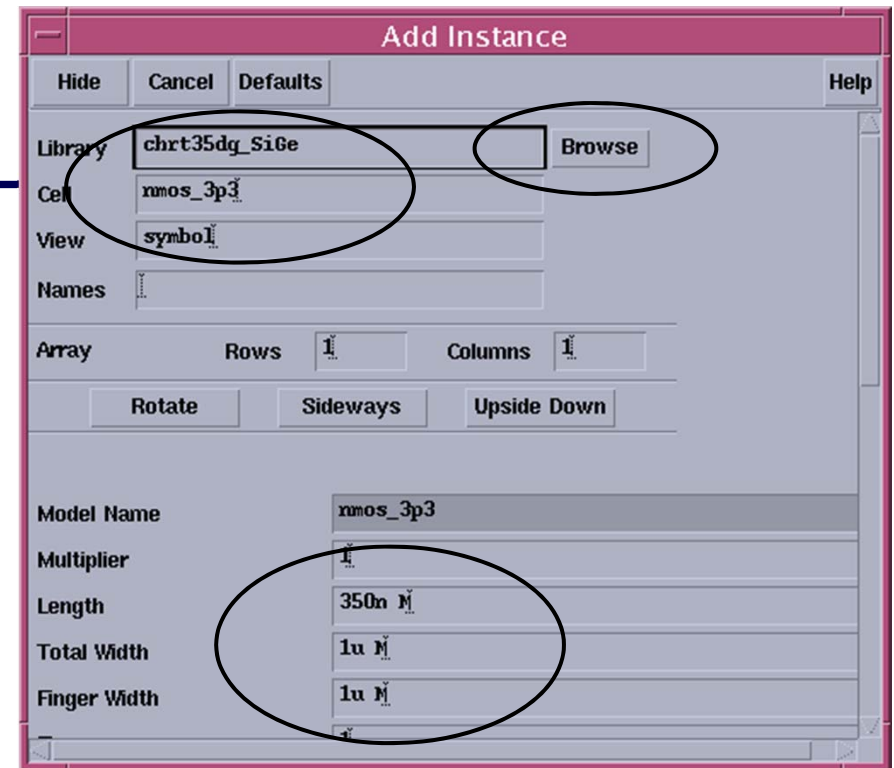 Add Instance
Hide Cancel Defaults Help
Library chrt35dg_SiGe Browse
Cell nmos_3p3
View symbol
Names
Array Rows 1 Columns 1
Rotate Sideways Upside Down
Model Name nmos_3p3
Multiplier 1
Length 350n M
Total Width 1u M
Finger Width 1u M